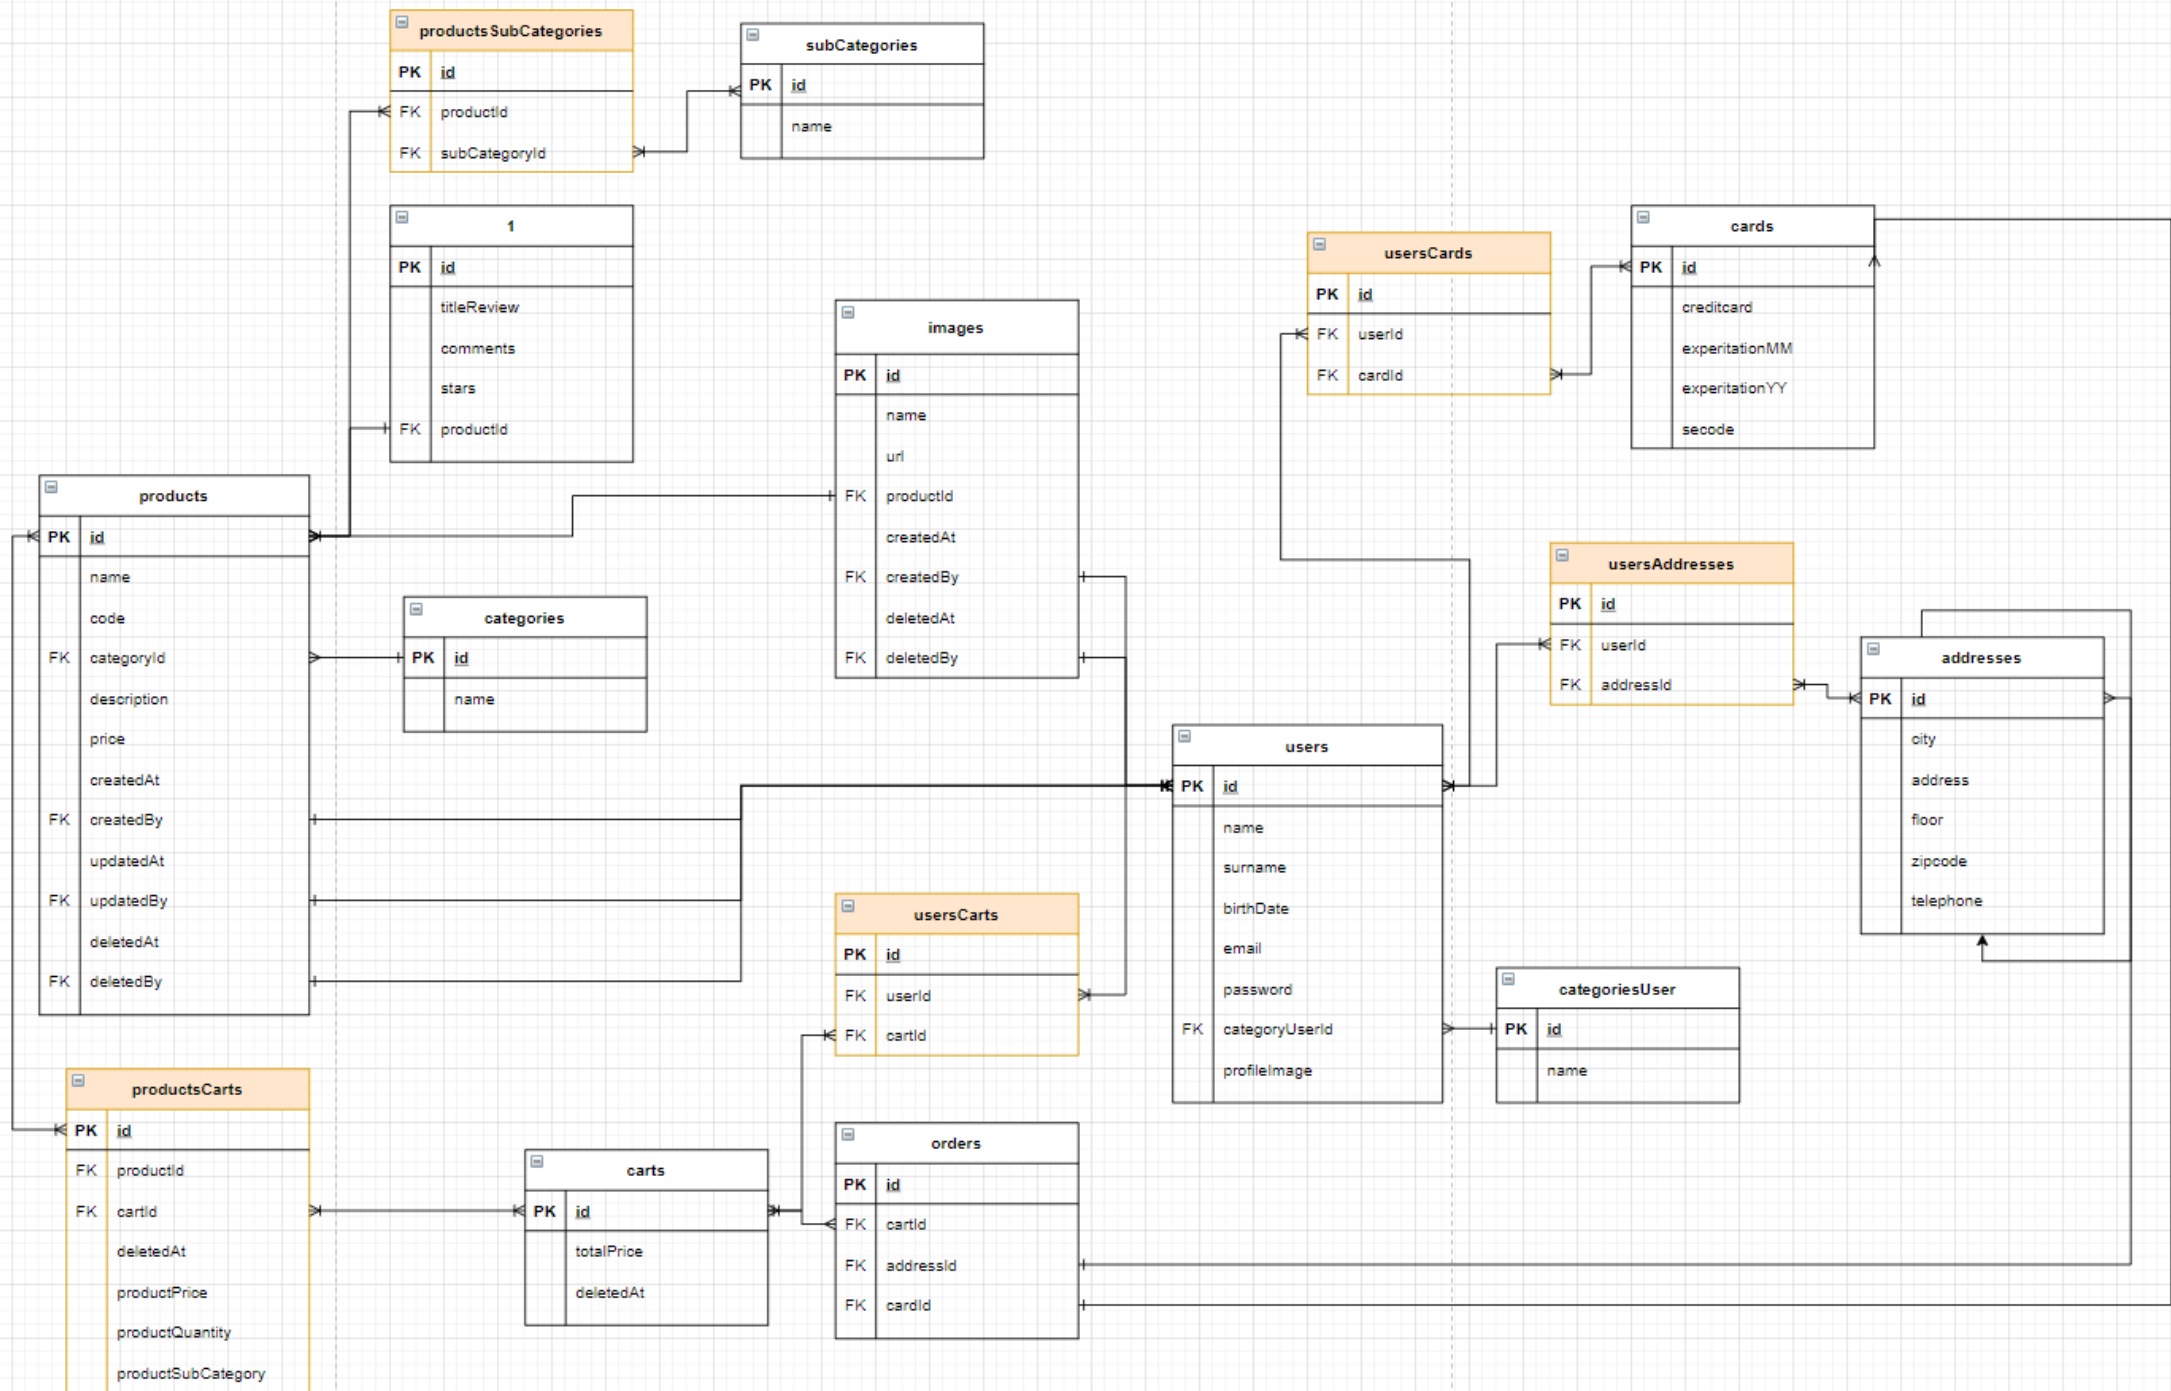 productsSubCategories
PK id
FK productId
FK subCategoryId
subCategories
PK id
name
1
PK id
titleReview
comments
stars
FK productId
images
PK id
name
url
FK productId
createdAt
FK createdBy
deletedAt
FK deletedBy
usersCards
PK id
FK userId
FK cardId
cards
PK id
creditcard
experitationMM
experitationYY
secode
products
PK id
name
code
FK categoryId
description
price
createdAt
FK createdBy
updatedAt
FK updatedBy
deletedAt
FK deletedBy
categories
PK id
name
usersAddresses
PK id
FK userId
FK addressId
addresses
PK id
city
address
floor
zipcode
telephone
users
PK id
name
surname
birthDate
email
password
FK categoryUserId
profileImage
categoriesUser
PK id
name
usersCarts
PK id
FK userId
FK cartId
productsCarts
PK id
FK productId
FK cartId
deletedAt
productPrice
productQuantity
productSubCategory
carts
PK id
totalPrice
deletedAt
orders
PK id
FK cartId
FK addressId
FK cardId